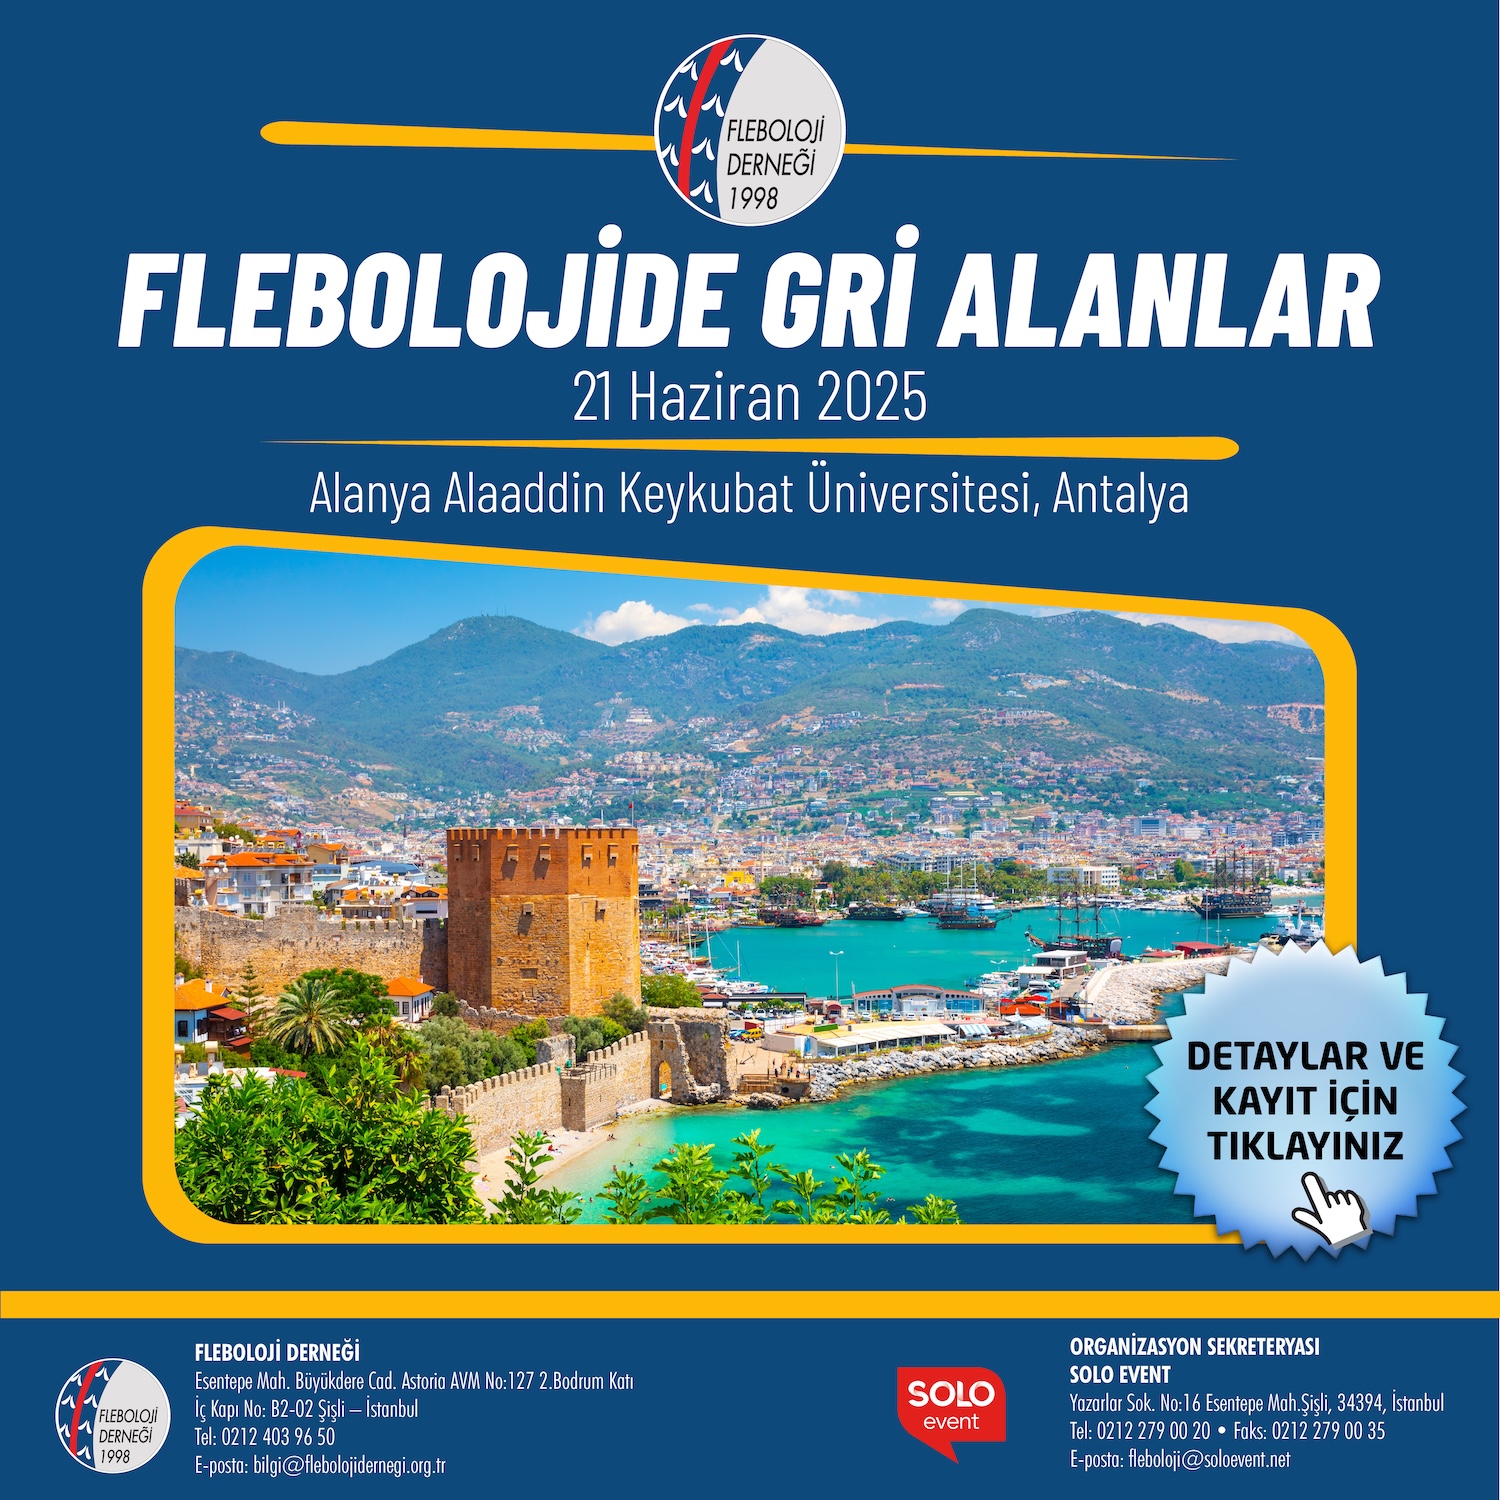 FLEBOLOJİ
DERNEĞİ
1998
FLEBOLOJİDE GRİ ALANLAR
21 Haziran 2025
Alanya Alaaddin Keykubat Üniversitesi, Antalya
DETAYLAR VE
KAYIT İÇİN
TIKLAYINIZ
FLEBOLOJİ
DERNEĞİ
1998
FLEBOLOJİ DERNEĞİ
Esentepe Mah. Büyükdere Cad. Astoria AVM No:127 2.Bodrum Katı
İç Kapı No: B2-02 Şişli – İstanbul
Tel: 0212 403 96 50
E-posta: bilgi@flebolojidernegi.org.tr
SOLO
event
ORGANİZASYON SEKRETERYASI
SOLO EVENT
Yazarlar Sok. No:16 Esentepe Mah.Şişli, 34394, İstanbul
Tel: 0212 279 00 20 • Faks: 0212 279 00 35
E-posta: fleboloji@soloevent.net